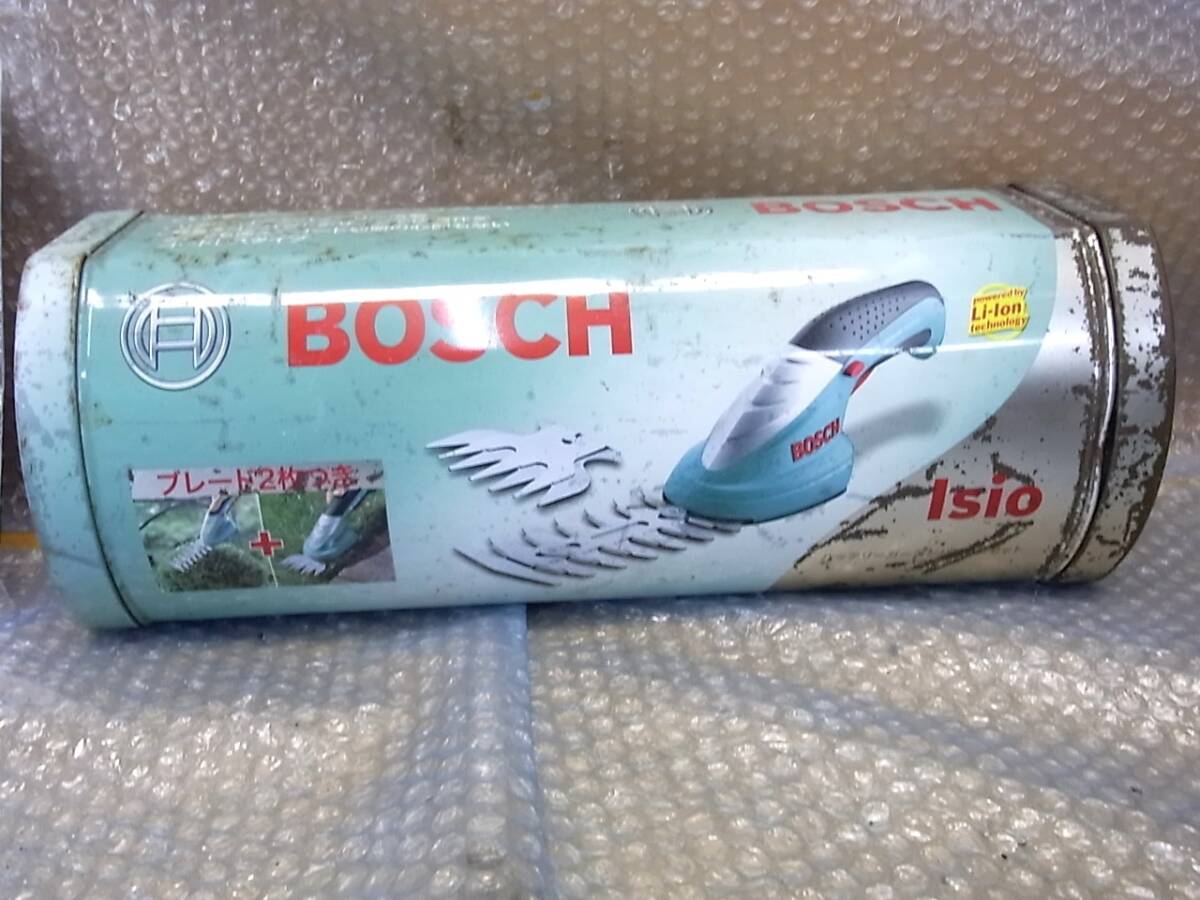 BOSCH
BOSCH
powered by
Li-Ion
technology
BOSCH
ブレード2枚つき
Isio